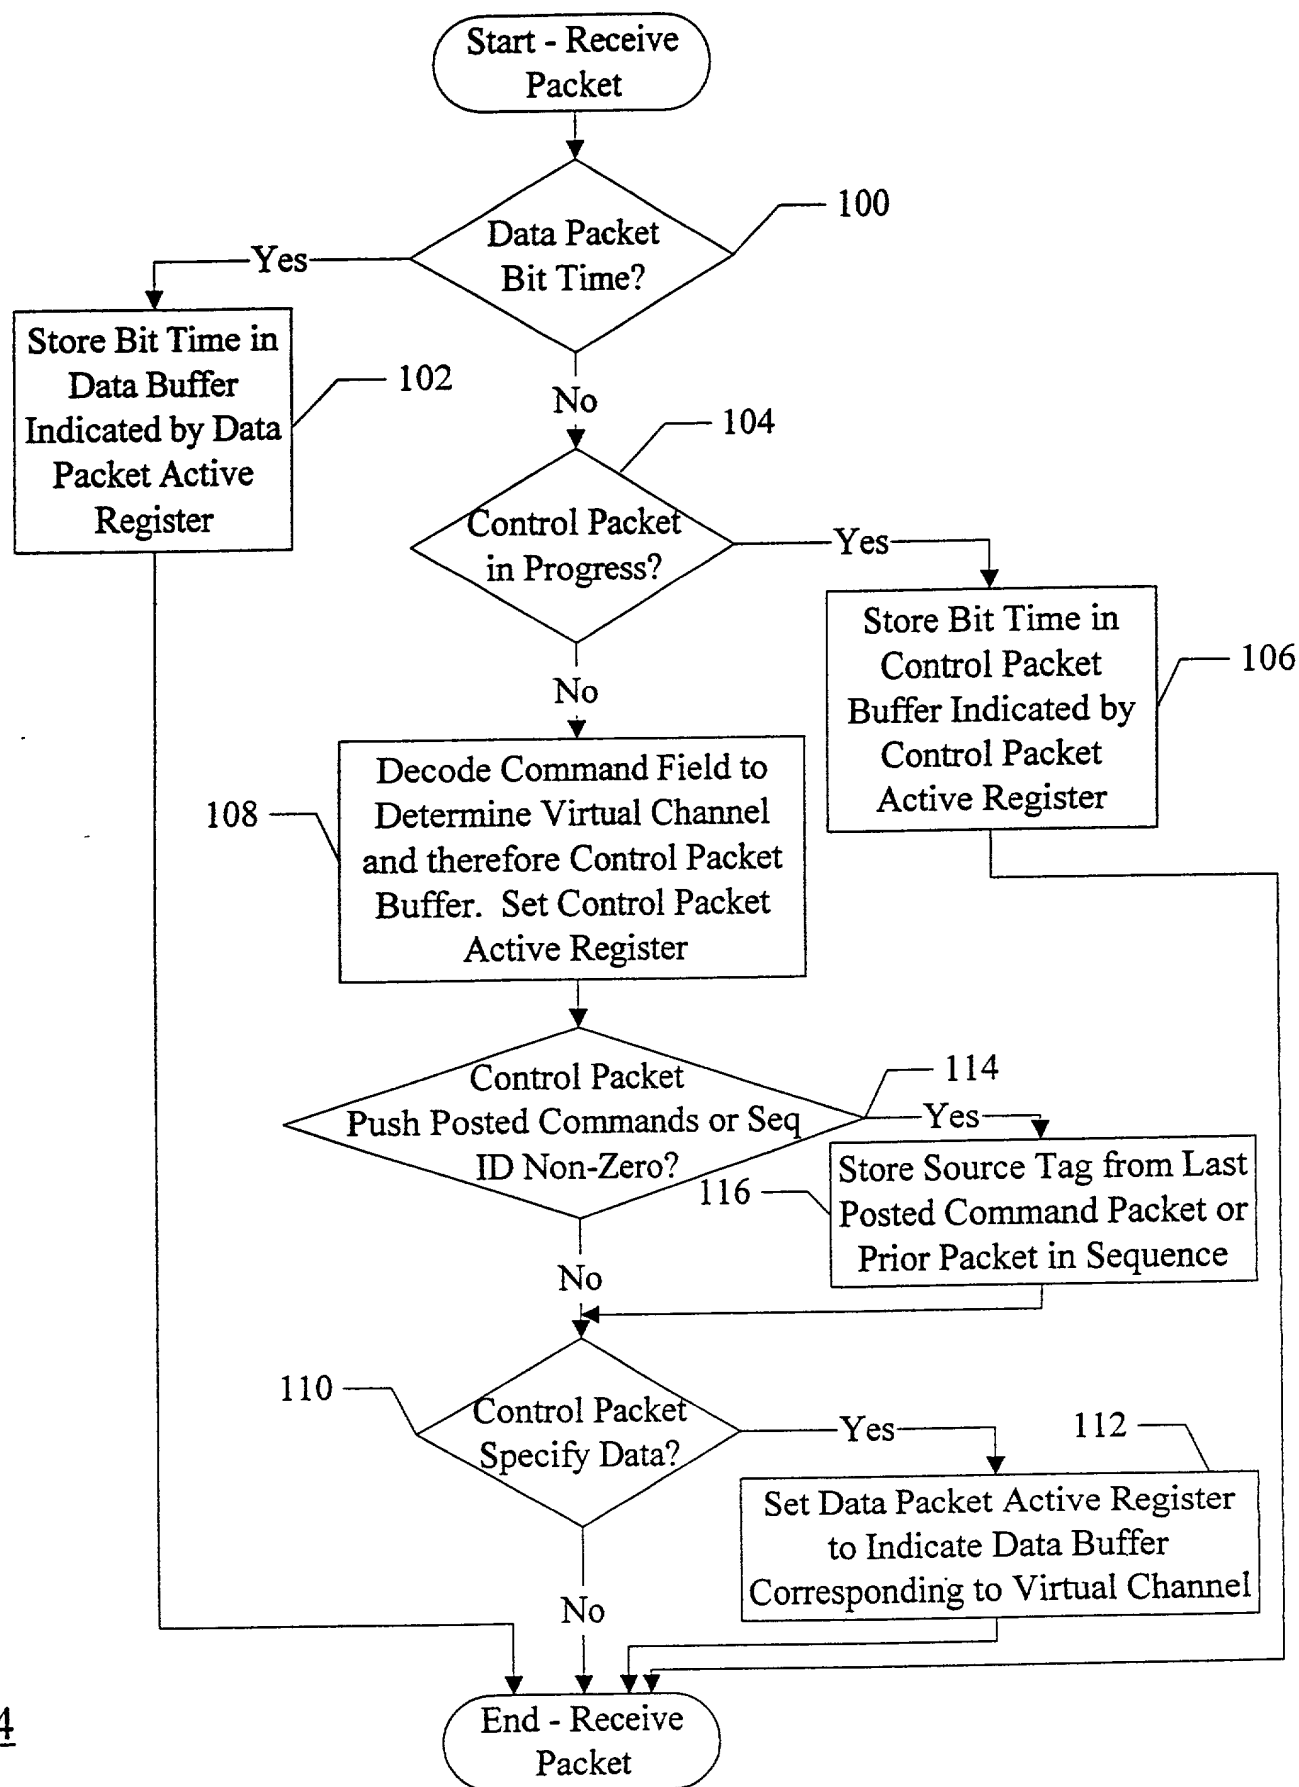 Start - Receive
Packet
100
Data Packet
Bit Time?
Yes
Store Bit Time in
Data Buffer
Indicated by Data
Packet Active
Register
102
No
104
Control Packet
in Progress?
Yes
Store Bit Time in
Control Packet
Buffer Indicated by
Control Packet
Active Register
106
No
108
Decode Command Field to
Determine Virtual Channel
and therefore Control Packet
Buffer. Set Control Packet
Active Register
114
Control Packet
Push Posted Commands or Seq
ID Non-Zero?
Yes
116
Store Source Tag from Last
Posted Command Packet or
Prior Packet in Sequence
No
110
Control Packet
Specify Data?
Yes
112
Set Data Packet Active Register
to Indicate Data Buffer
Corresponding to Virtual Channel
No
End - Receive
Packet
4